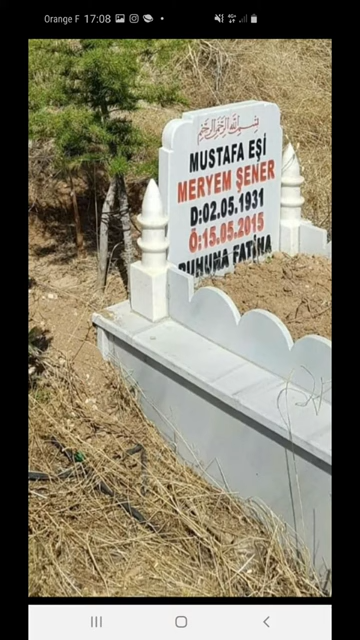 Orange F 17:08
بسم الله الرحمن الرحيم
MUSTAFA EŞİ
MERYEM ŞENER
D:02.05.1931
Ö:15.05.2015
RUHUNA FATİHA